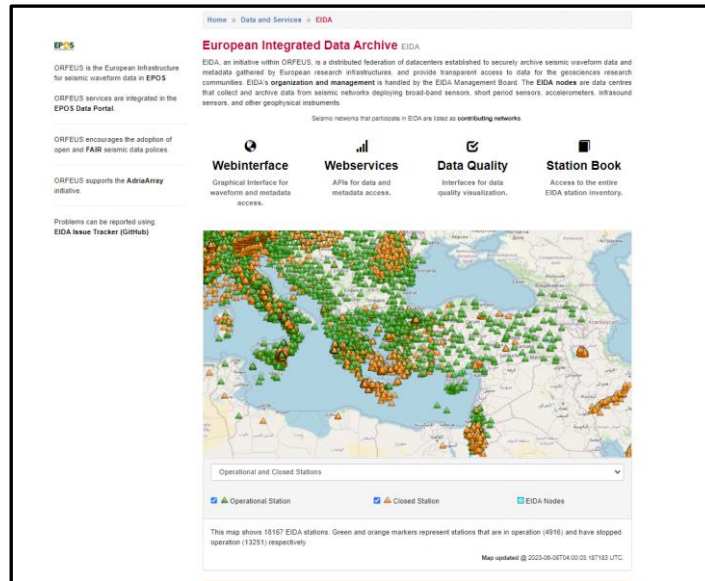 Home » Data and Services » EIDA
EPOS
ORFEUS is the European Infrastructure
for seismic waveform data in EPOS
ORFEUS services are integrated in the
EPOS Data Portal.
ORFEUS encourages the adoption of
open and FAIR seismic data polices.
ORFEUS supports the AdriaArray
initiative.
Problems can be reported using:
EIDA Issue Tracker (GitHub)
European Integrated Data Archive EIDA
EIDA, an initiative within ORFEUS, is a distributed federation of datacenters established to securely archive seismic waveform data and
metadata gathered by European research infrastructures, and provide transparent access to data for the geosciences research
communities. EIDA's organization and management is handled by the EIDA Management Board. The EIDA nodes are data centres
that collect and archive data from seismic networks deploying broad-band sensors, short period sensors, accelerometers, infrasound
sensors, and other geophysical instruments.
Seismic networks that participate in EIDA are listed as contributing networks.
Webinterface
Graphical Interface for
waveform and metadata
access.
Webservices
APIs for data and
metadata access.
Data Quality
Interfaces for data
quality visualization.
Station Book
Access to the entire
EIDA station inventory.
Operational and Closed Stations
Operational Station
Closed Station
EIDA Nodes
This map shows 18167 EIDA stations. Green and orange markers represent stations that are in operation (4916) and have stopped
operation (13251) respectively
Map updated @ 2023-06-08T04:00:03.187183 UTC.